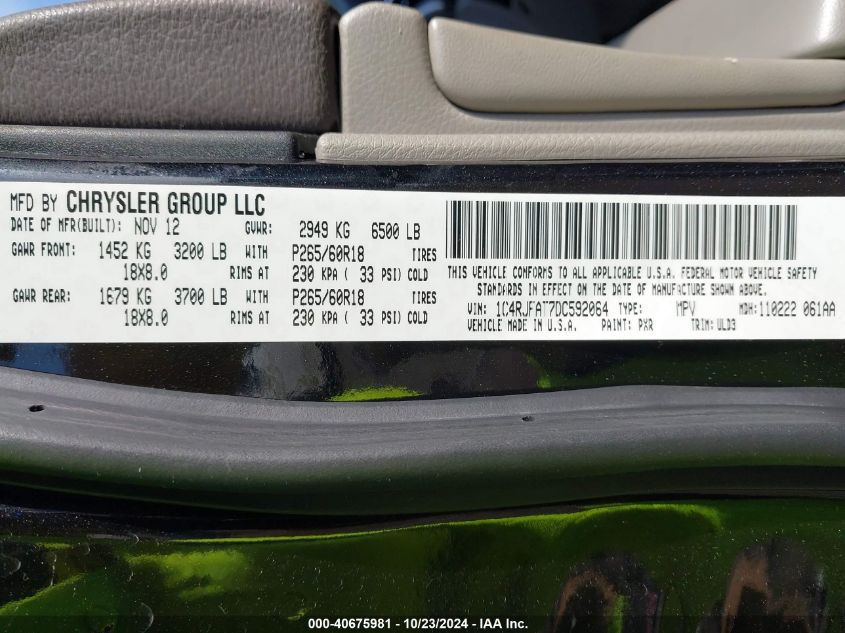 MFD BY CHRYSLER GROUP LLC
DATE OF MFR(BUILT): NOV 12 GVWR: 2949 KG 6500 LB
GAWR FRONT: 1452 KG 3200 LB WITH P265/60R18 TIRES
18X8.0 RIMS AT 230 KPA ( 33 PSI) COLD
GAWR REAR: 1679 KG 3700 LB WITH P265/60R18 TIRES
18X8.0 RIMS AT 230 KPA ( 33 PSI) COLD
THIS VEHICLE CONFORMS TO ALL APPLICABLE U.S.A. FEDERAL MOTOR VEHICLE SAFETY
STANDARDS IN EFFECT ON THE DATE OF MANUFACTURE SHOWN ABOVE.
VIN: 1C4RJFAT7DC592064 TYPE: MPV MDH:110222 061AA
VEHICLE MADE IN U.S.A. PAINT: PXR TRIM: ULD3
000-40675981 - 10/23/2024 - IAA Inc.